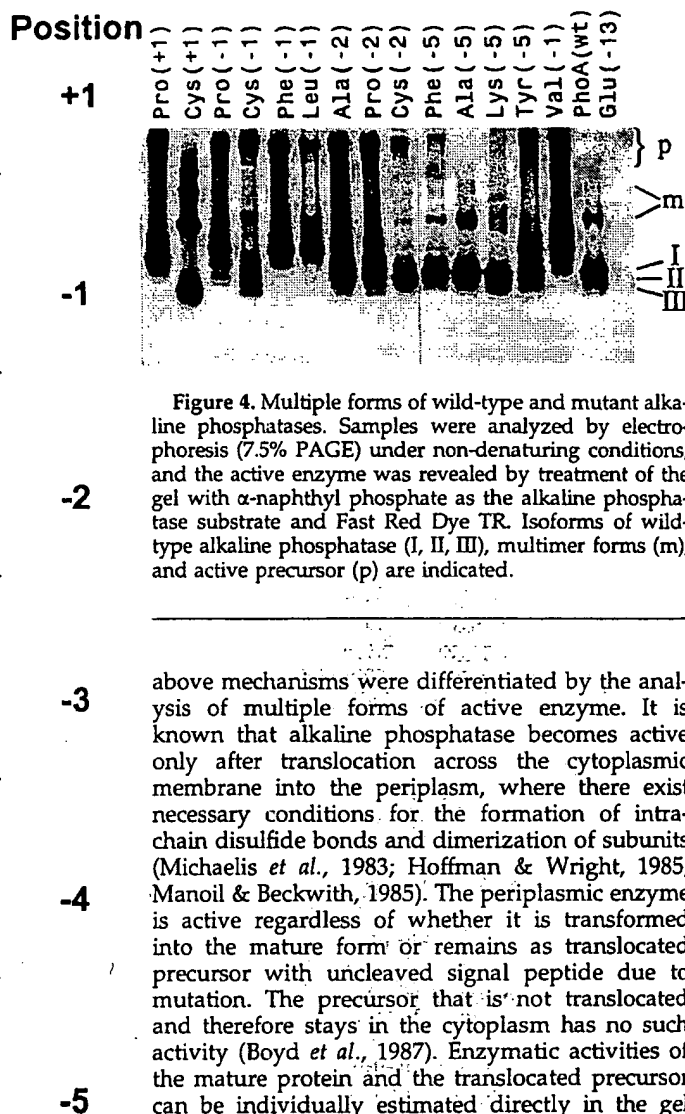 Position
Pro(+1)
Cys(+1)
Pro(-1)
Cys(-1)
Phe(-1)
Leu(-1)
Ala(-2)
Pro(-2)
Cys(-2)
Phe(-5)
Ala(-5)
Lys(-5)
Tyr(-5)
Val(-1)
PhoA(wt)
Glu(-13)
+1
p
m
I
-1
II
III
Figure 4. Multiple forms of wild-type and mutant alka-
line phosphatases. Samples were analyzed by electro-
phoresis (7.5% PAGE) under non-denaturing conditions,
and the active enzyme was revealed by treatment of the
-2
gel with α-naphthyl phosphate as the alkaline phospha-
tase substrate and Fast Red Dye TR. Isoforms of wild-
type alkaline phosphatase (I, II, III), multimer forms (m)
and active precursor (p) are indicated.
above mechanisms were differentiated by the anal-
-3
ysis of multiple forms of active enzyme. It is
known that alkaline phosphatase becomes active
only after translocation across the cytoplasmic
membrane into the periplasm, where there exist
necessary conditions for the formation of intra-
chain disulfide bonds and dimerization of subunits
(Michaelis et al., 1983; Hoffman & Wright, 1985;
Manoil & Beckwith, 1985). The periplasmic enzyme
-4
is active regardless of whether it is transformed
into the mature form or remains as translocated
precursor with uncleaved signal peptide due to
mutation. The precursor that is not translocated
and therefore stays in the cytoplasm has no such
activity (Boyd et al., 1987). Enzymatic activities of
the mature protein and the translocated precursor
-5
can be individually estimated directly in the gel